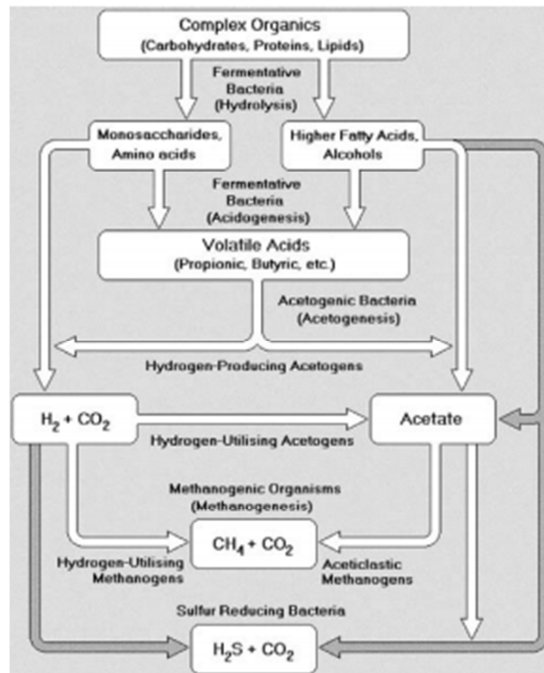 Complex Organics
(Carbohydrates, Proteins, Lipids)
Fermentative
Bacteria
(Hydrolysis)
Monosaccharides,
Amino acids
Higher Fatty Acids,
Alcohols
Fermentative
Bacteria
(Acidogenesis)
Volatile Acids
(Propionic, Butyric, etc.)
Acetogenic Bacteria
(Acetogenesis)
Hydrogen-Producing Acetogens
H₂ + CO₂
Acetate
Hydrogen-Utilising Acetogens
Methanogenic Organisms
(Methanogenesis)
CH₄ + CO₂
Hydrogen-Utilising
Methanogens
Aceticlastic
Methanogens
Sulfur Reducing Bacteria
H₂S + CO₂